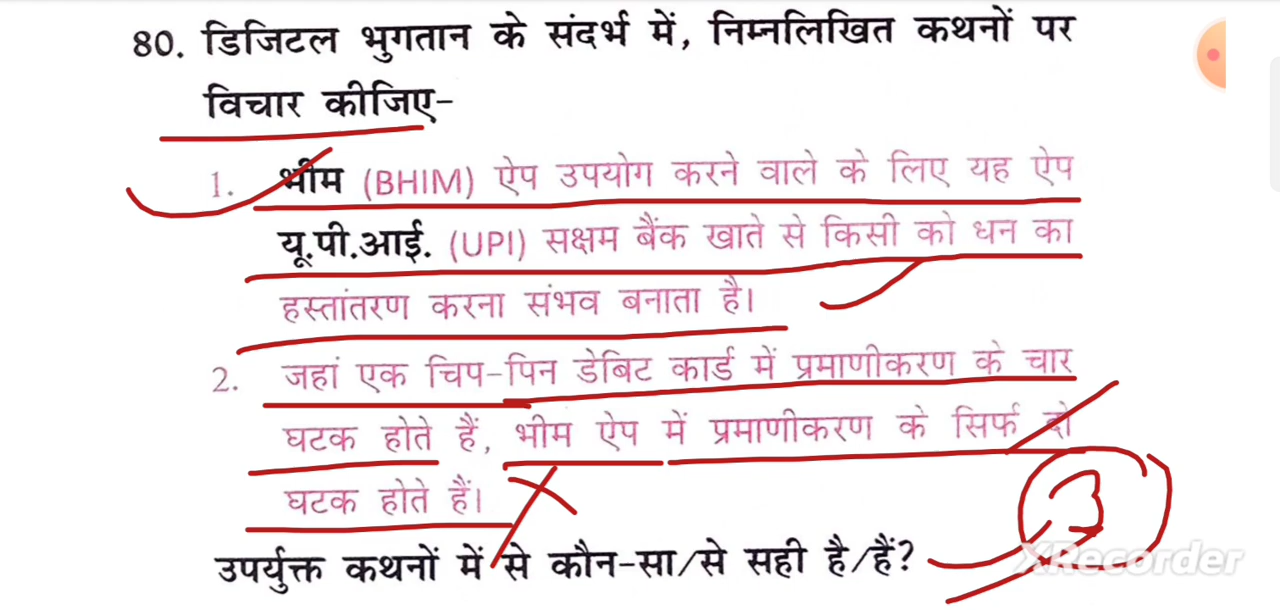 80. डिजिटल भुगतान के संदर्भ में, निम्नलिखित कथनों पर
विचार कीजिए-
1. भीम (BHIM) ऐप उपयोग करने वाले के लिए यह ऐप
यू.पी.आई. (UPI) सक्षम बैंक खाते से किसी को धन का
हस्तांतरण करना संभव बनाता है।
2. जहां एक चिप-पिन डेबिट कार्ड में प्रमाणीकरण के चार
घटक होते हैं, भीम ऐप में प्रमाणीकरण के सिर्फ दो
घटक होते हैं।
3
उपर्युक्त कथनों में से कौन-सा/से सही है/हैं?
XRecorder